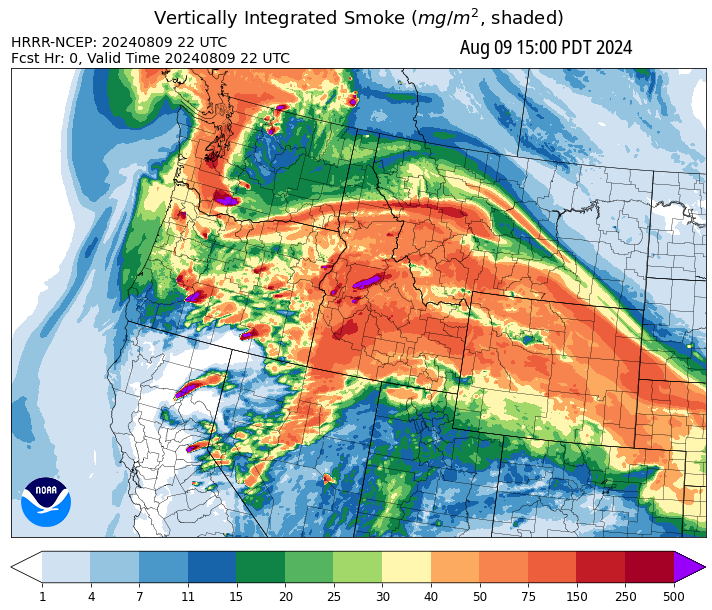 Vertically Integrated Smoke (mg/m², shaded)
HRRR-NCEP: 20240809 22 UTC
Aug 09 15:00 PDT 2024
Fcst Hr: 0, Valid Time 20240809 22 UTC
NOAA
1 4 7 11 15 20 25 30 40 50 75 150 250 500